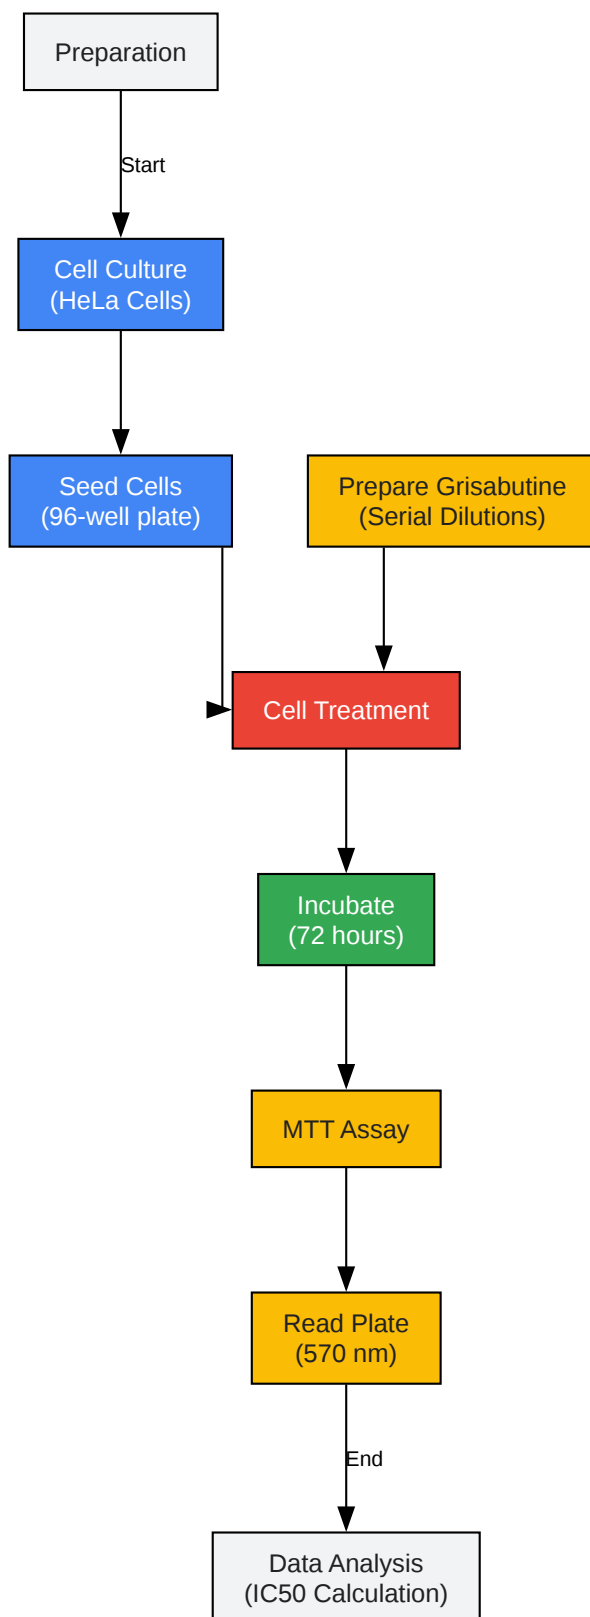 Preparation
Start
Cell Culture
(HeLa Cells)
Seed Cells
(96-well plate)
Prepare Grisabutine
(Serial Dilutions)
Cell Treatment
Incubate
(72 hours)
MTT Assay
Read Plate
(570 nm)
End
Data Analysis
(IC50 Calculation)